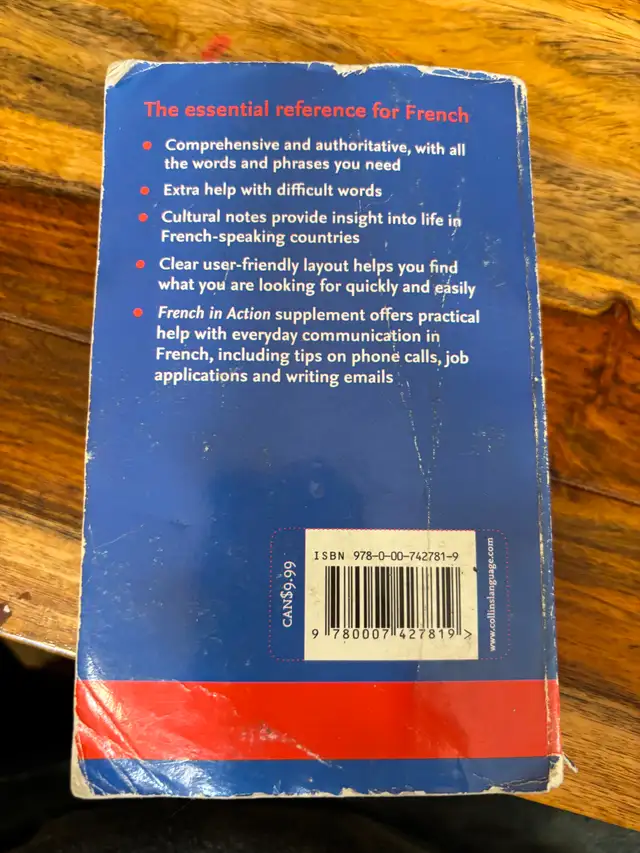 The essential reference for French
• Comprehensive and authoritative, with all
the words and phrases you need
• Extra help with difficult words
• Cultural notes provide insight into life in
French-speaking countries
• Clear user-friendly layout helps you find
what you are looking for quickly and easily
• French in Action supplement offers practical
help with everyday communication in
French, including tips on phone calls, job
applications and writing emails
ISBN 978-0-00-742781-9
CAN$9.99
9 780007 427819 >
www.collinslanguage.com